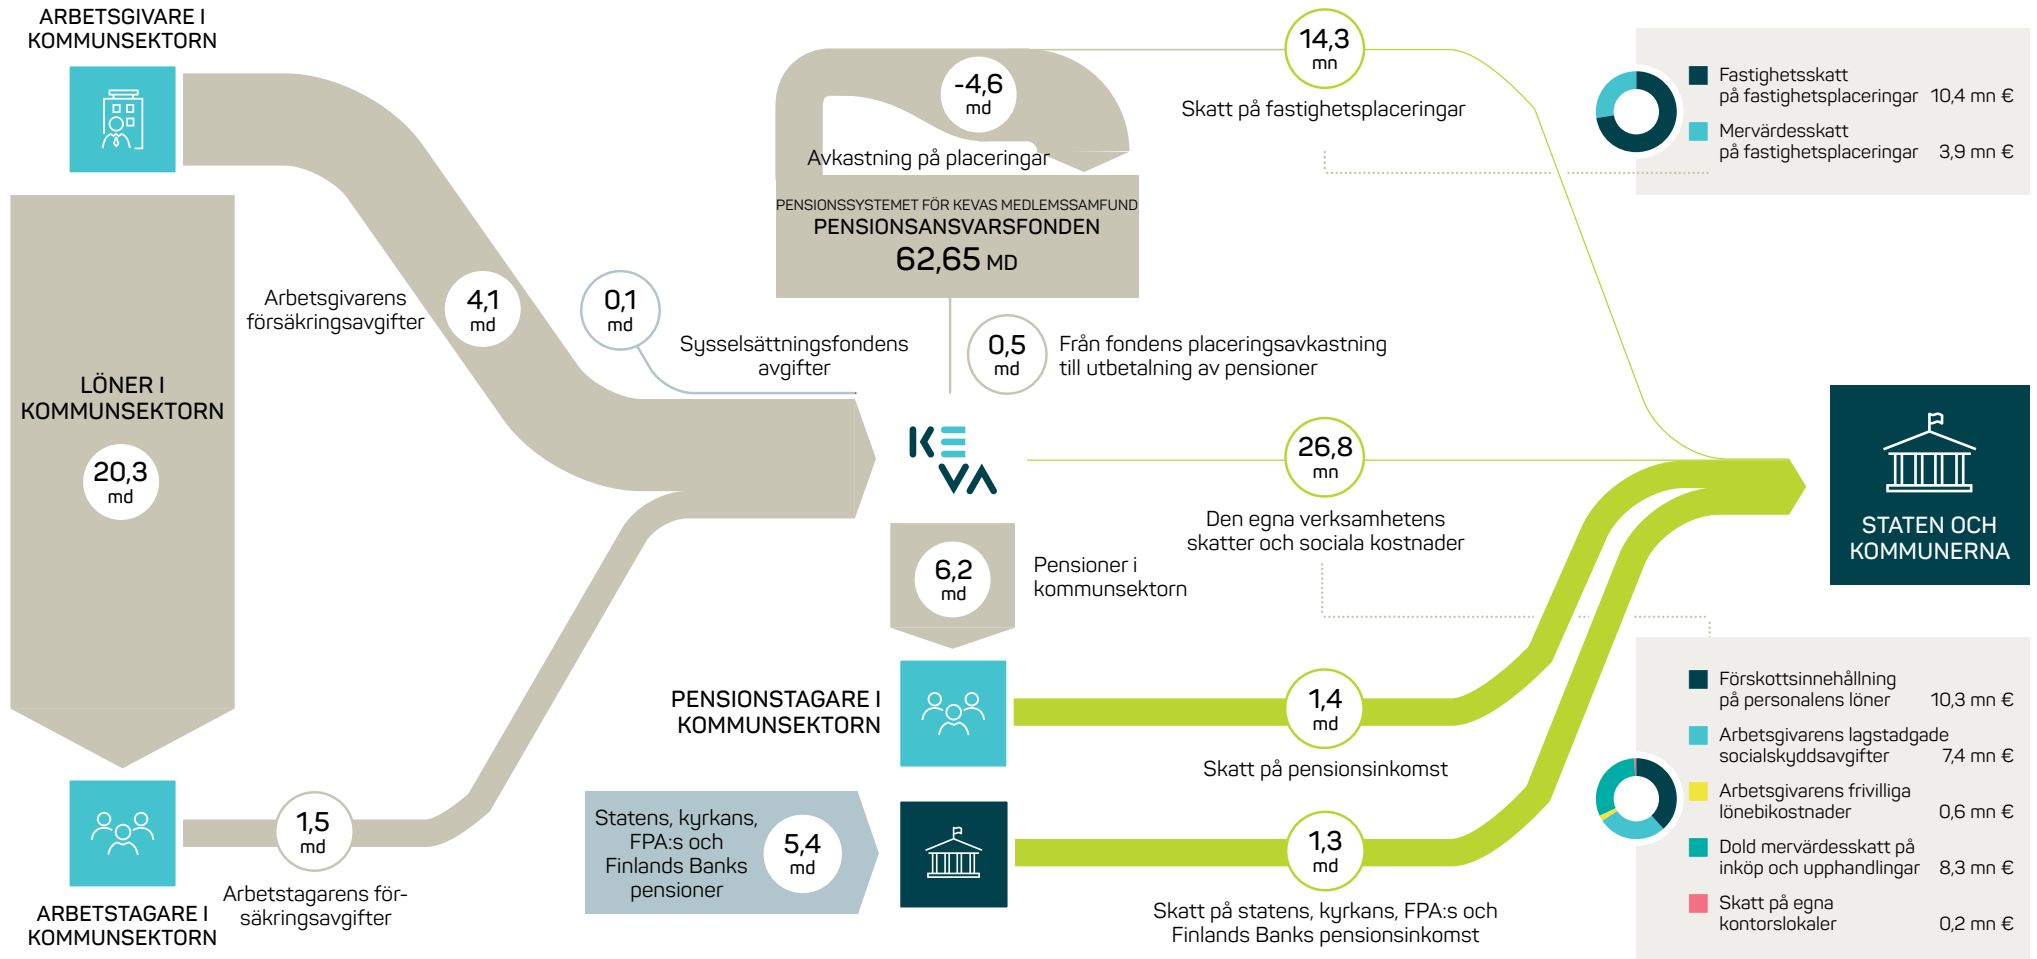 ARBETSGIVARE I
KOMMUNSEKTORN
LÖNER I
KOMMUNSEKTORN
20,3
md
ARBETSTAGARE I
KOMMUNSEKTORN
Arbetsgivarens
försäkringsavgifter
4,1
md
1,5
md
Arbetstagarens för-
säkringsavgifter
0,1
md
Sysselsättningsfondens
avgifter
-4,6
md
Avkastning på placeringar
PENSIONSSYSTEMET FÖR KEVAS MEDLEMSSAMFUND
PENSIONSANSVARSFONDEN
62,65 MD
0,5
md
Från fondens placeringsavkastning
till utbetalning av pensioner
KEVA
6,2
md
Pensioner i
kommunsektorn
PENSIONSTAGARE I
KOMMUNSEKTORN
Statens, kyrkans,
FPA:s och
Finlands Banks
pensioner
5,4
md
14,3
mn
Skatt på fastighetsplaceringar
26,8
mn
Den egna verksamhetens
skatter och sociala kostnader
1,4
md
Skatt på pensionsinkomst
1,3
md
Skatt på statens, kyrkans, FPA:s och
Finlands Banks pensionsinkomst
Fastighetsskatt
på fastighetsplaceringar 10,4 mn €
Mervärdesskatt
på fastighetsplaceringar 3,9 mn €
STATEN OCH
KOMMUNERNA
Förskottsinnehållning
på personalens löner 10,3 mn €
Arbetsgivarens lagstadgade
socialskyddsavgifter 7,4 mn €
Arbetsgivarens frivilliga
lönebikostnader 0,6 mn €
Dold mervärdesskatt på
inköp och upphandlingar 8,3 mn €
Skatt på egna
kontorslokaler 0,2 mn €